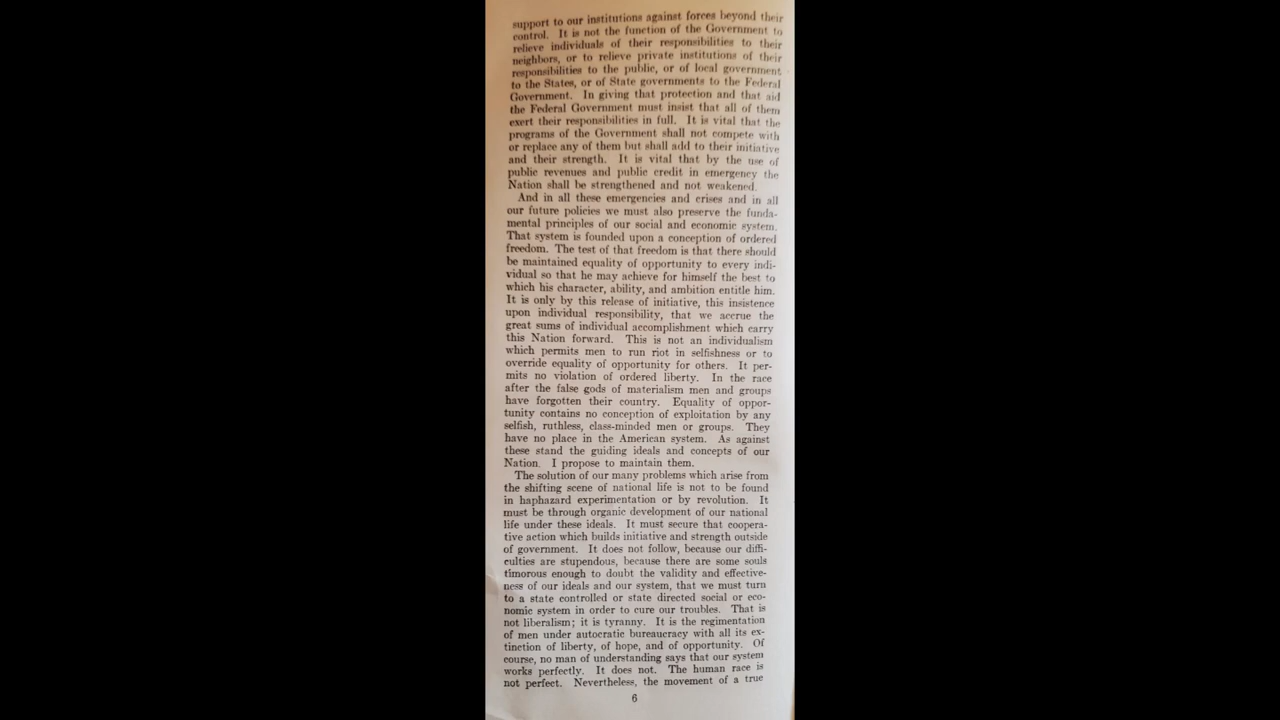 support to our institutions against forces beyond their
control. It is not the function of the Government to
relieve individuals of their responsibilities to their
neighbors, or to relieve private institutions of their
responsibilities to the public, or of local government
to the States, or of State governments to the Federal
Government. In giving that protection and that aid
the Federal Government must insist that all of them
exert their responsibilities in full. It is vital that the
programs of the Government shall not compete with
or replace any of them but shall add to their initiative
and their strength. It is vital that by the use of
public revenues and public credit in emergency the
Nation shall be strengthened and not weakened.
And in all these emergencies and crises and in all
our future policies we must also preserve the funda-
mental principles of our social and economic system.
That system is founded upon a conception of ordered
freedom. The test of that freedom is that there should
be maintained equality of opportunity to every indi-
vidual so that he may achieve for himself the best to
which his character, ability, and ambition entitle him.
It is only by this release of initiative, this insistence
upon individual responsibility, that we accrue the
great sums of individual accomplishment which carry
this Nation forward. This is not an individualism
which permits men to run riot in selfishness or to
override equality of opportunity for others. It per-
mits no violation of ordered liberty. In the race
after the false gods of materialism men and groups
have forgotten their country. Equality of oppor-
tunity contains no conception of exploitation by any
selfish, ruthless, class-minded men or groups. They
have no place in the American system. As against
these stand the guiding ideals and concepts of our
Nation. I propose to maintain them.
The solution of our many problems which arise from
the shifting scene of national life is not to be found
in haphazard experimentation or by revolution. It
must be through organic development of our national
life under these ideals. It must secure that coopera-
tive action which builds initiative and strength outside
of government. It does not follow, because our diffi-
culties are stupendous, because there are some souls
timorous enough to doubt the validity and effective-
ness of our ideals and our system, that we must turn
to a state controlled or state directed social or eco-
nomic system in order to cure our troubles. That is
not liberalism; it is tyranny. It is the regimentation
of men under autocratic bureaucracy with all its ex-
tinction of liberty, of hope, and of opportunity. Of
course, no man of understanding says that our system
works perfectly. It does not. The human race is
not perfect. Nevertheless, the movement of a true
6